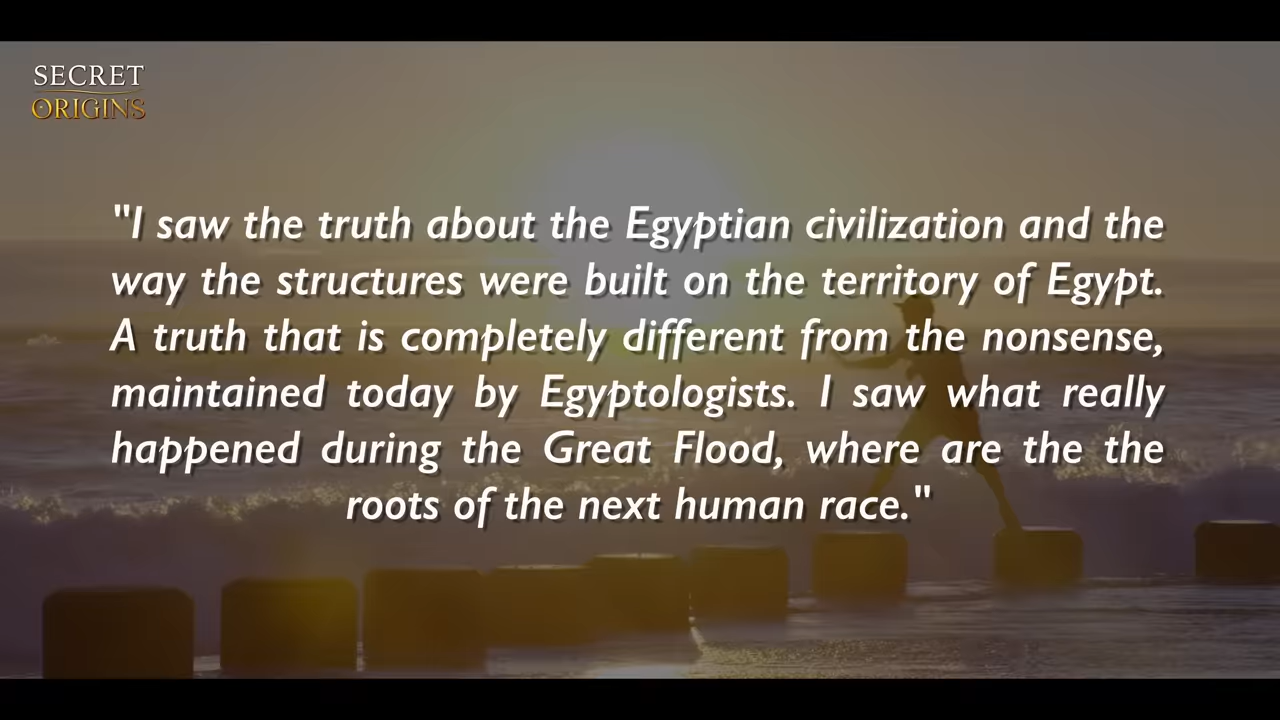 SECRET
ORIGINS
"I saw the truth about the Egyptian civilization and the
way the structures were built on the territory of Egypt.
A truth that is completely different from the nonsense,
maintained today by Egyptologists. I saw what really
happened during the Great Flood, where are the the
roots of the next human race."